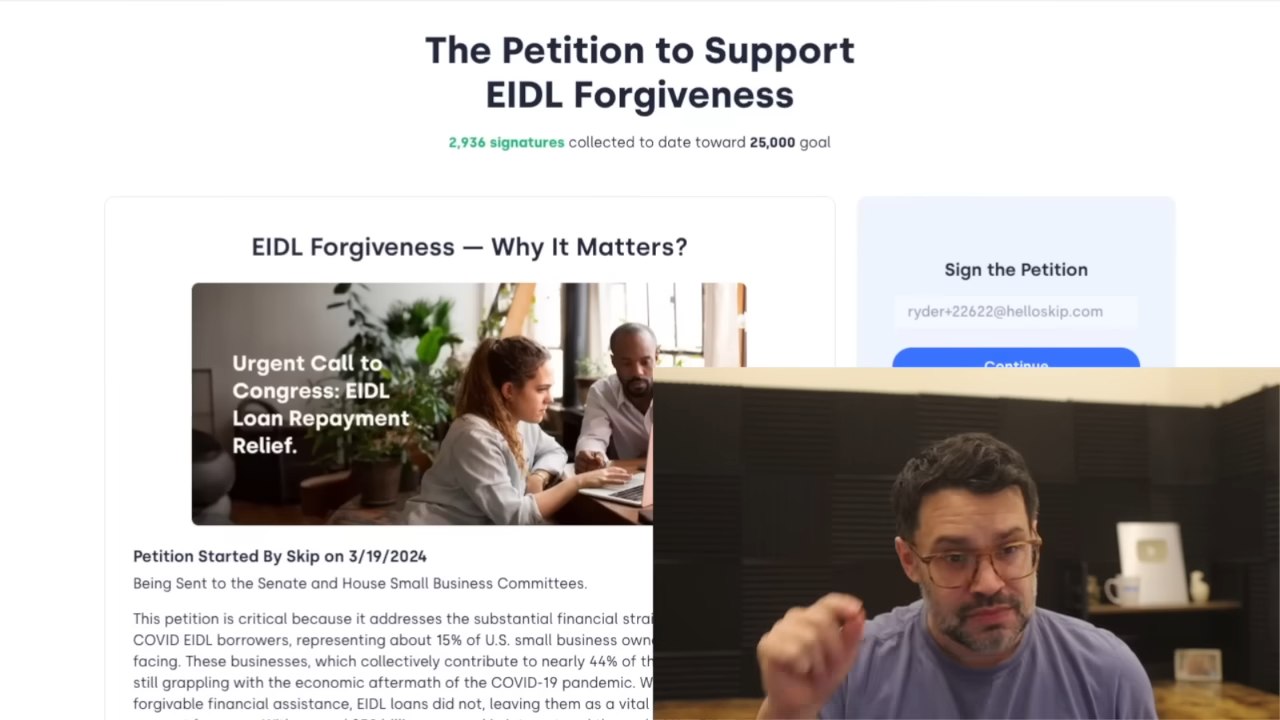 The Petition to Support
EIDL Forgiveness
2,936 signatures collected to date toward 25,000 goal
EIDL Forgiveness — Why It Matters?
Urgent Call to
Congress: EIDL
Loan Repayment
Relief.
Sign the Petition
ryder+22622@helloskip.com
Continue
Petition Started By Skip on 3/19/2024
Being Sent to the Senate and House Small Business Committees.
This petition is critical because it addresses the substantial financial
COVID EIDL borrowers, representing about 15% of U.S. small business
facing. These businesses, which collectively contribute to nearly 44% of
still grappling with the economic aftermath of the COVID-19 pandemic.
forgivable financial assistance, EIDL loans did not, leaving them as a vital